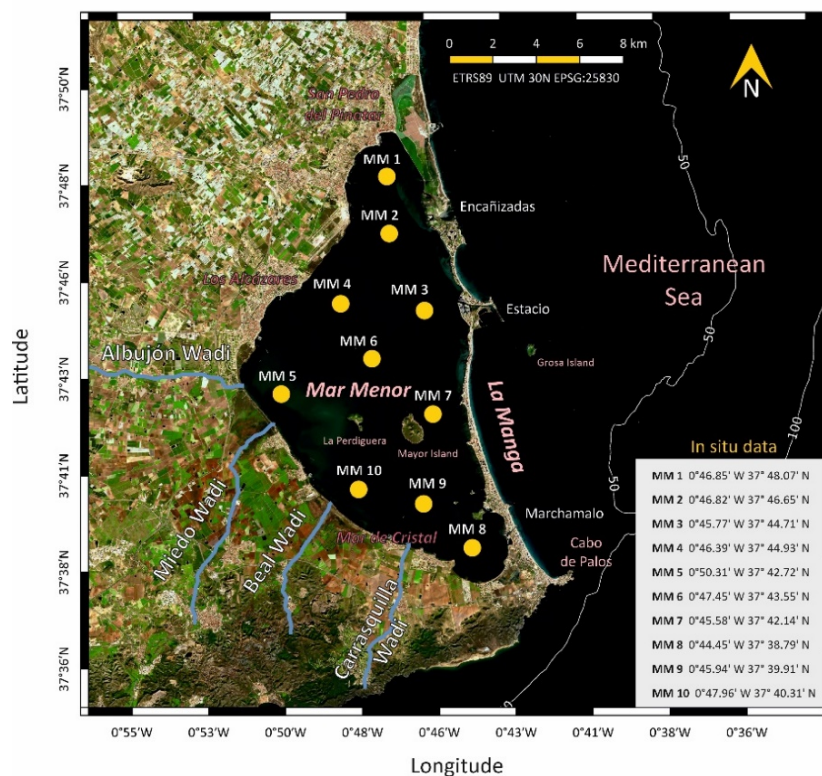 0 2 4 6 8 km
ETRS89 UTM 30N EPSG:25830
N
San Pedro
del Pinatar
MM 1
MM 2
Encañizadas
Mediterranean
Sea
Los Alcázares
MM 4
MM 3
Estacio
MM 6
Albujón Wadi
Grosa Island
MM 5
Mar Menor
MM 7
La Manga
La Perdiguera
Mayor Island
MM 10
MM 9
Marchamalo
Mar de Cristal
MM 8
Cabo
de Palos
Miedo Wadi
Beal Wadi
Carrasquilla
Wadi
50
50
50
100
In situ data
MM 1 0°46.85' W 37° 48.07' N
MM 2 0°46.82' W 37° 46.65' N
MM 3 0°45.77' W 37° 44.71' N
MM 4 0°46.39' W 37° 44.93' N
MM 5 0°50.31' W 37° 42.72' N
MM 6 0°47.45' W 37° 43.55' N
MM 7 0°45.58' W 37° 42.14' N
MM 8 0°44.45' W 37° 38.79' N
MM 9 0°45.94' W 37° 39.91' N
MM 10 0°47.96' W 37° 40.31' N
Latitude
37°50'N
37°48'N
37°46'N
37°43'N
37°41'N
37°38'N
37°36'N
0°55'W 0°53'W 0°50'W 0°48'W 0°46'W 0°43'W 0°41'W 0°38'W 0°36'W
Longitude